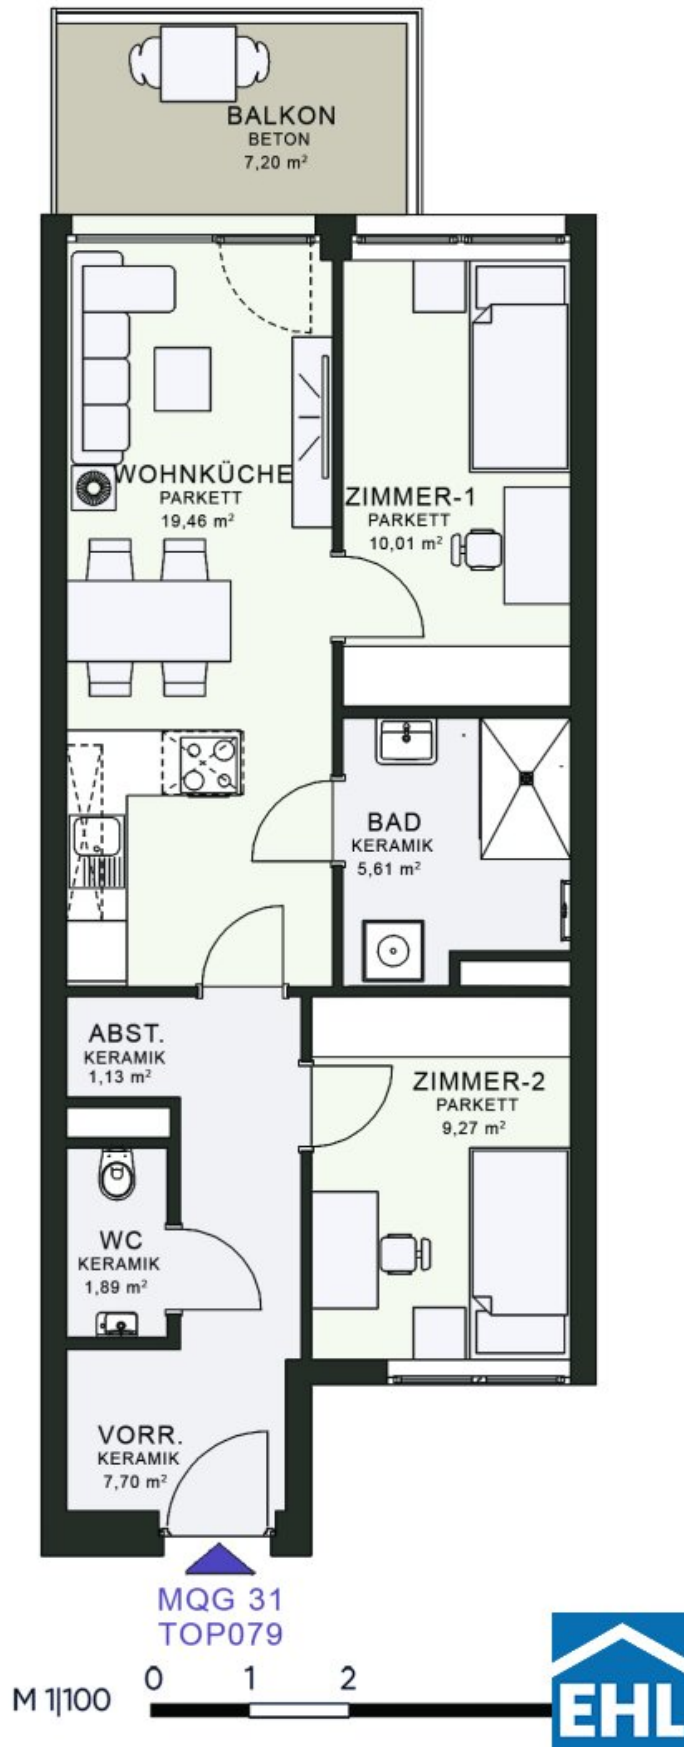 BALKON
BETON
7,20 m²
WOHNKÜCHE
PARKETT
19,46 m²
ZIMMER-1
PARKETT
10,01 m²
BAD
KERAMIK
5,61 m²
ABST.
KERAMIK
1,13 m²
ZIMMER-2
PARKETT
9,27 m²
WC
KERAMIK
1,89 m²
VORR.
KERAMIK
7,70 m²
MQG 31
TOP079
M 1|100
0 1 2
EHL